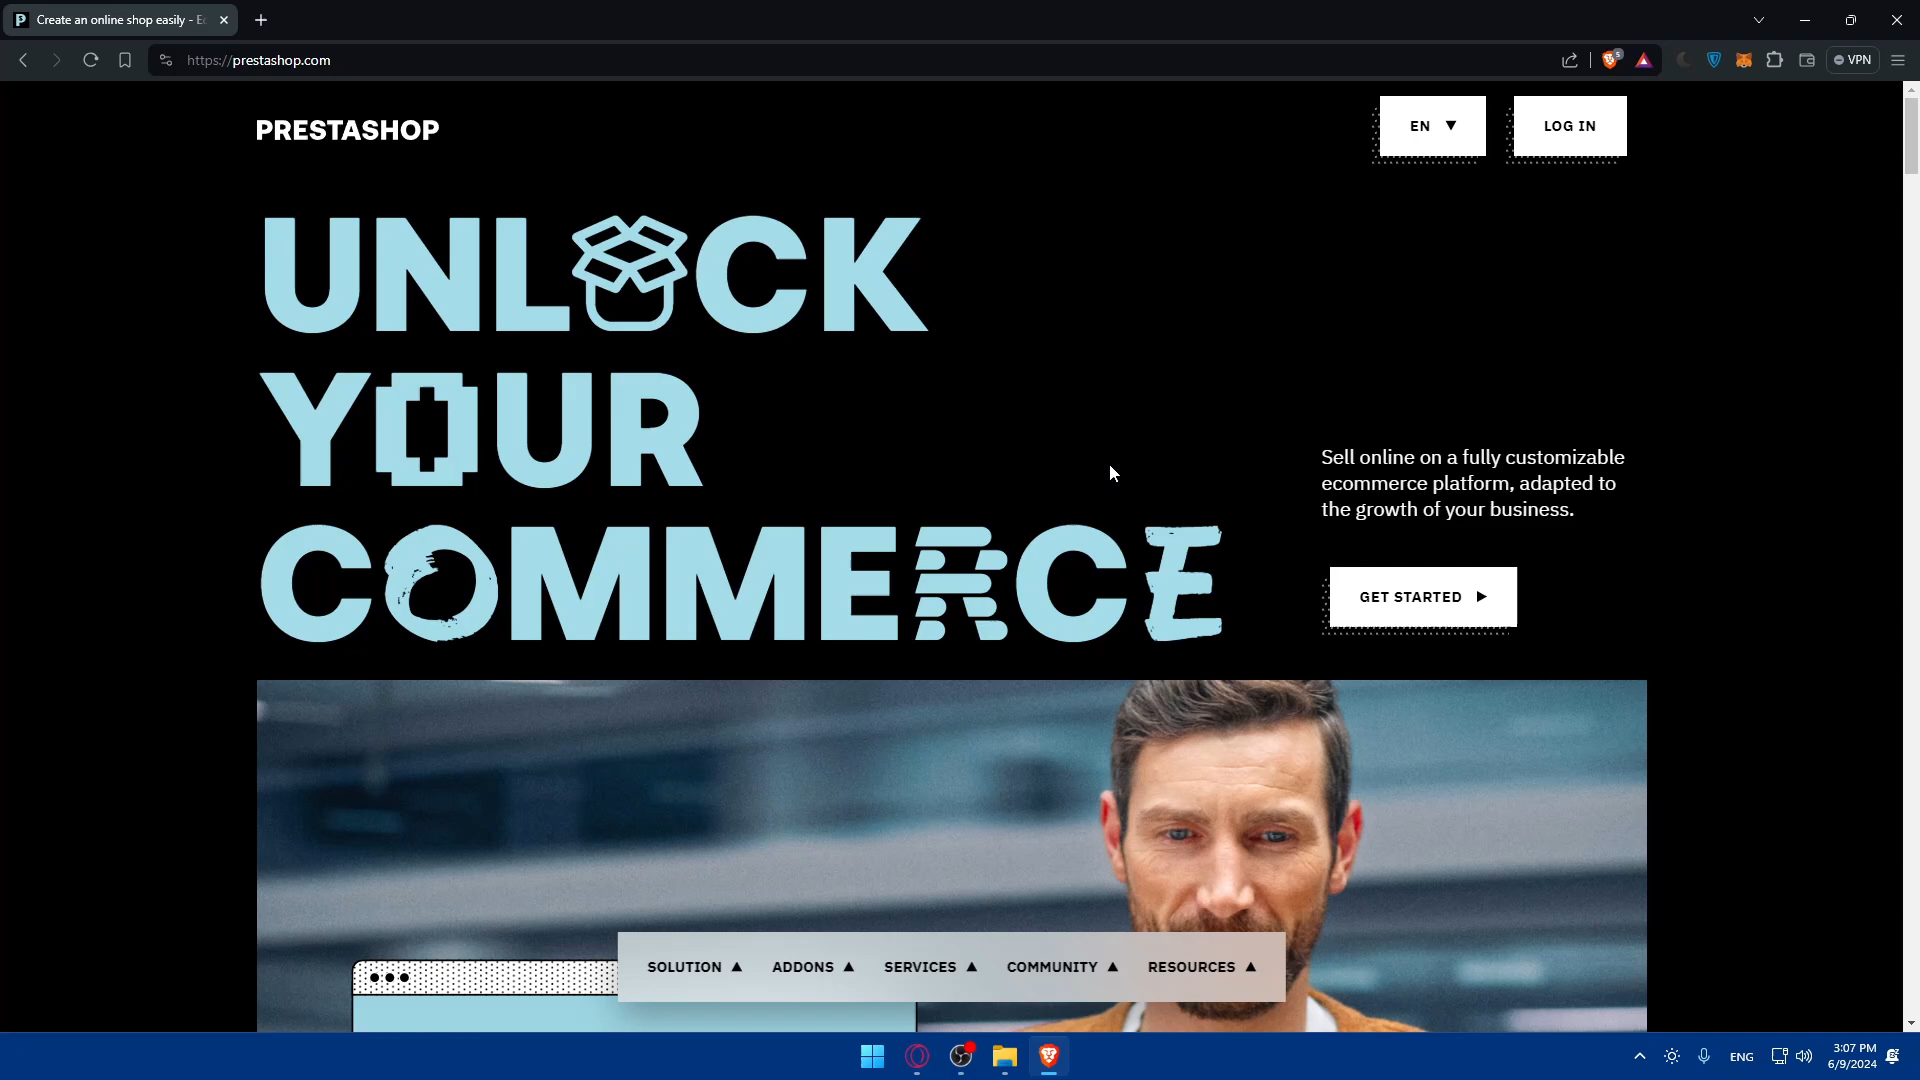 Create an online shop easily - Ec
https://prestashop.com
5
VPN
PRESTASHOP
EN
LOG IN
UNLOCK
YOUR
COMMERCE
Sell online on a fully customizable
ecommerce platform, adapted to
the growth of your business.
GET STARTED
SOLUTION ADDONS SERVICES COMMUNITY RESOURCES
ENG
3:07 PM
6/9/2024